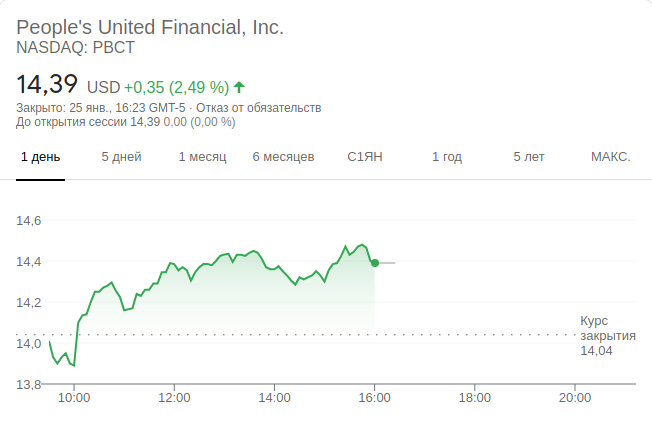 People's United Financial, Inc.
NASDAQ: PBCT
14,39 USD +0,35 (2,49 %)
Закрыто: 25 янв., 16:23 GMT-5 · Отказ от обязательств
До открытия сессии 14,39 0,00 (0,00 %)
1 день 5 дней 1 месяц 6 месяцев С1ЯН 1 год 5 лет МАКС.
14,6
14,4
14,2
Курс
закрытия
14,04
14,0
13,8
10:00 12:00 14:00 16:00 18:00 20:00